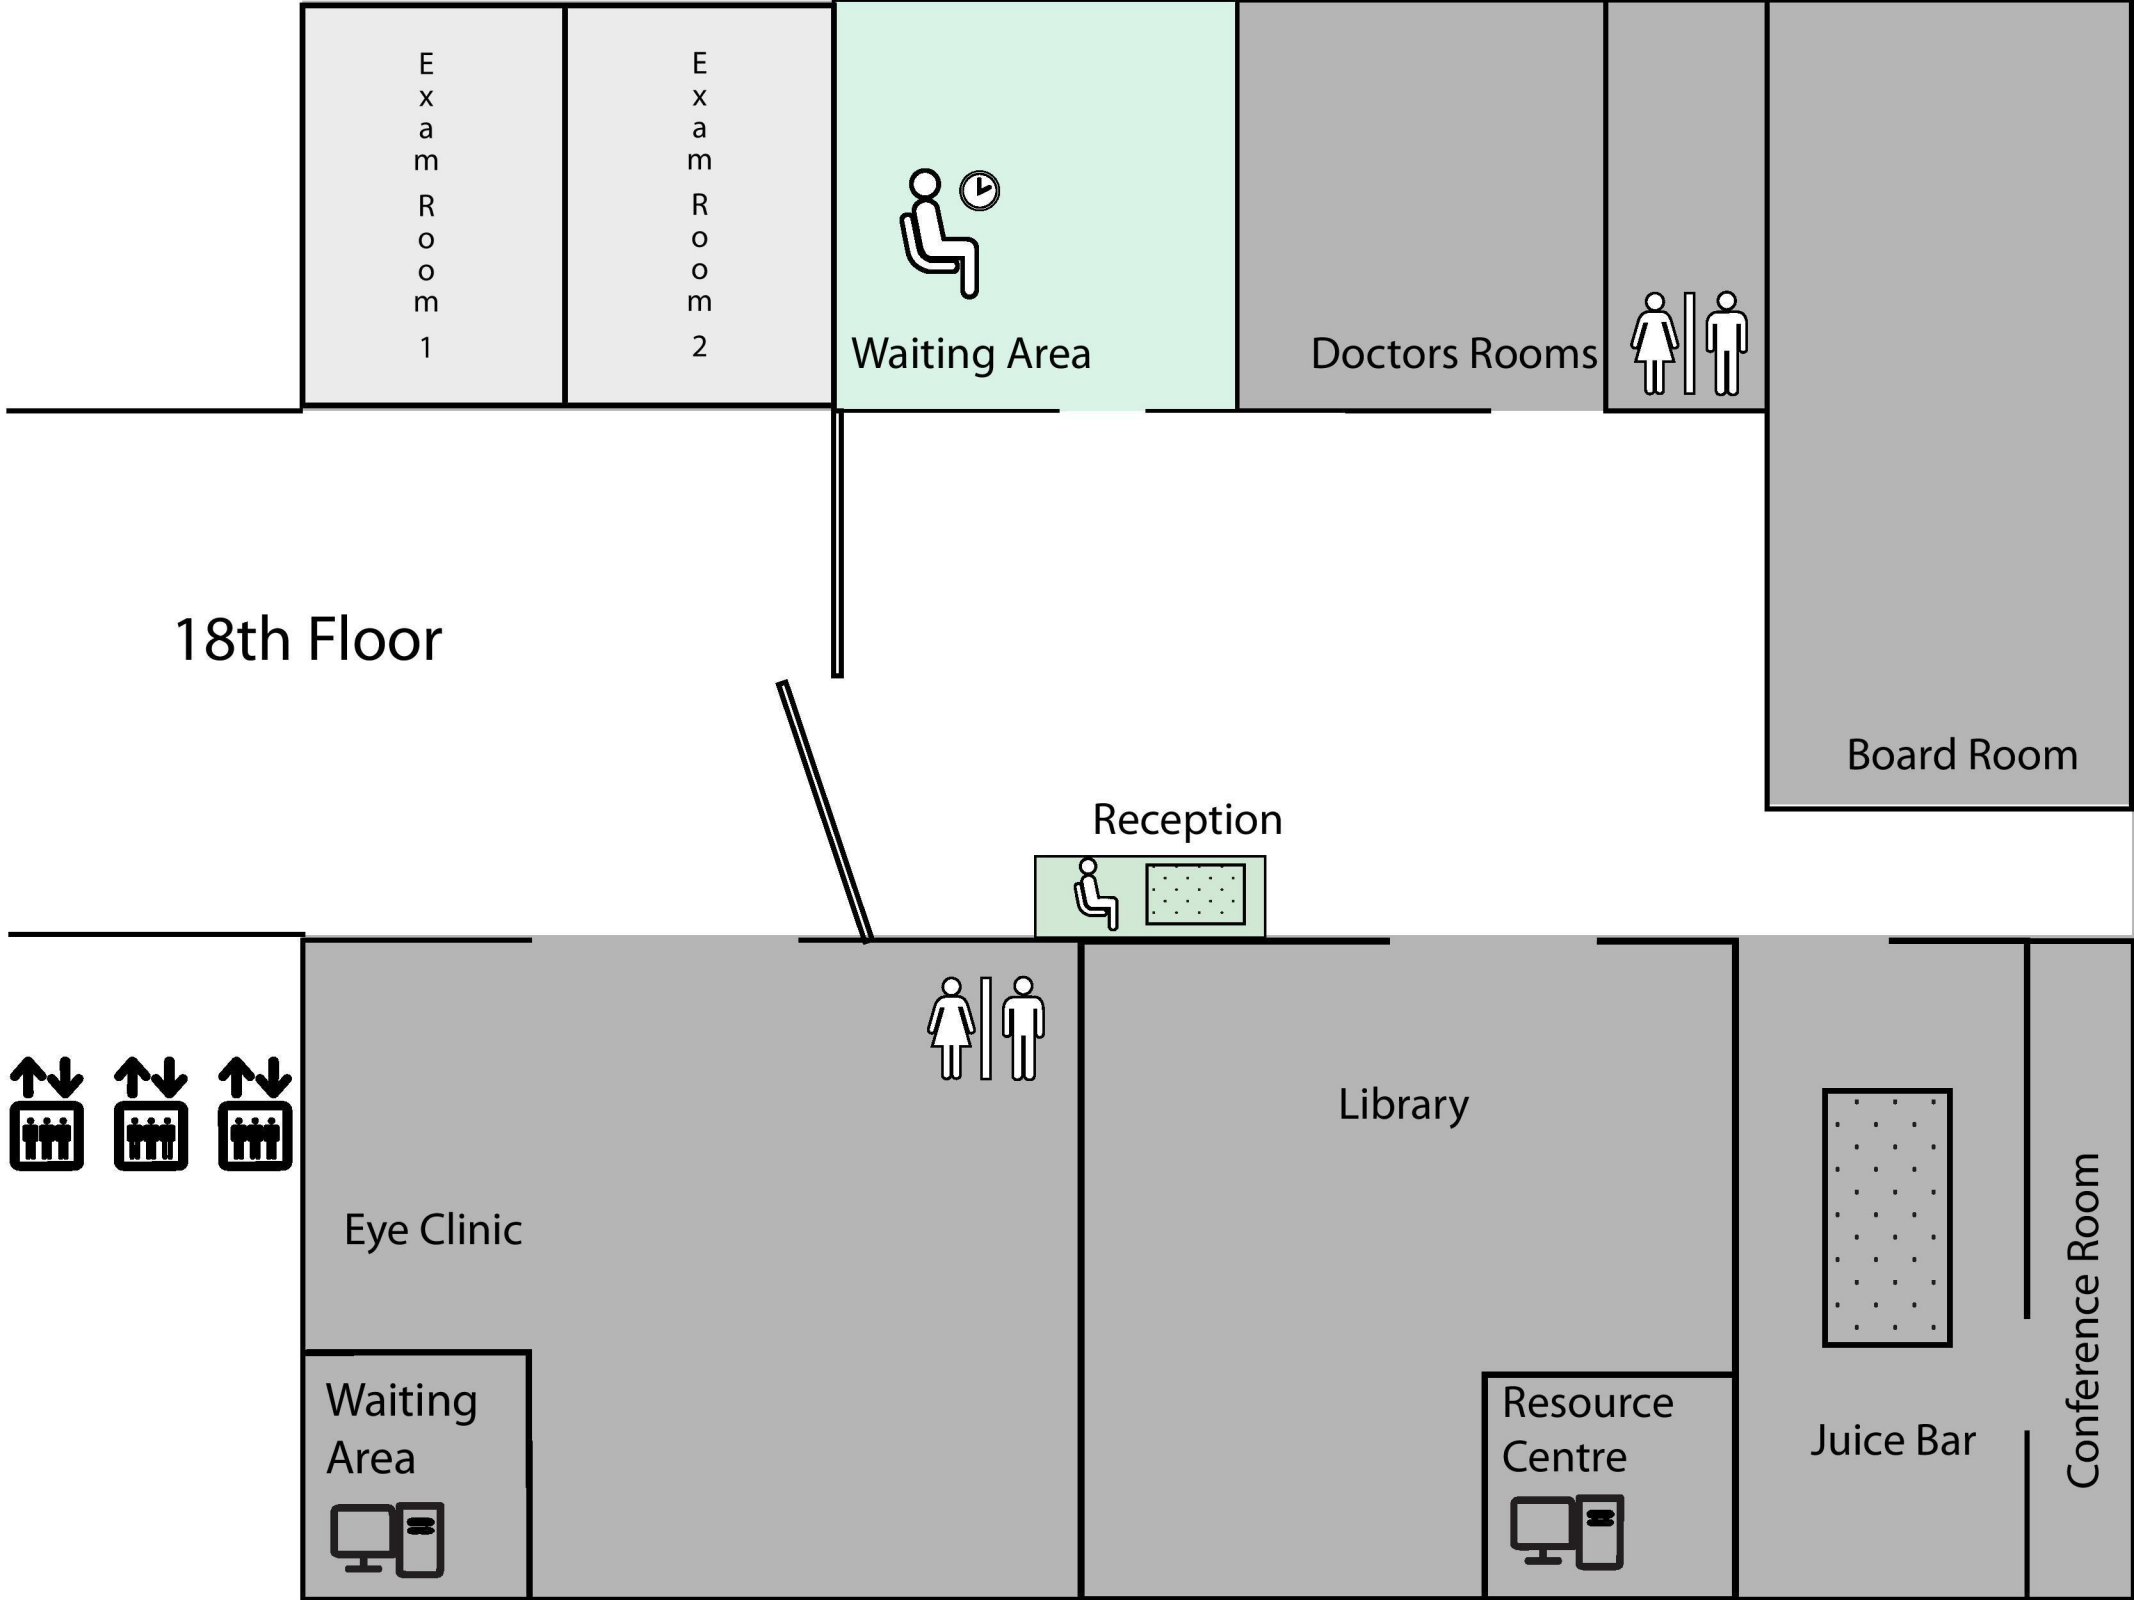 Exam Room 1
Exam Room 2
Waiting Area
Doctors Rooms
18th Floor
Board Room
Reception
Library
Eye Clinic
Conference Room
Waiting
Area
Resource
Centre
Juice Bar